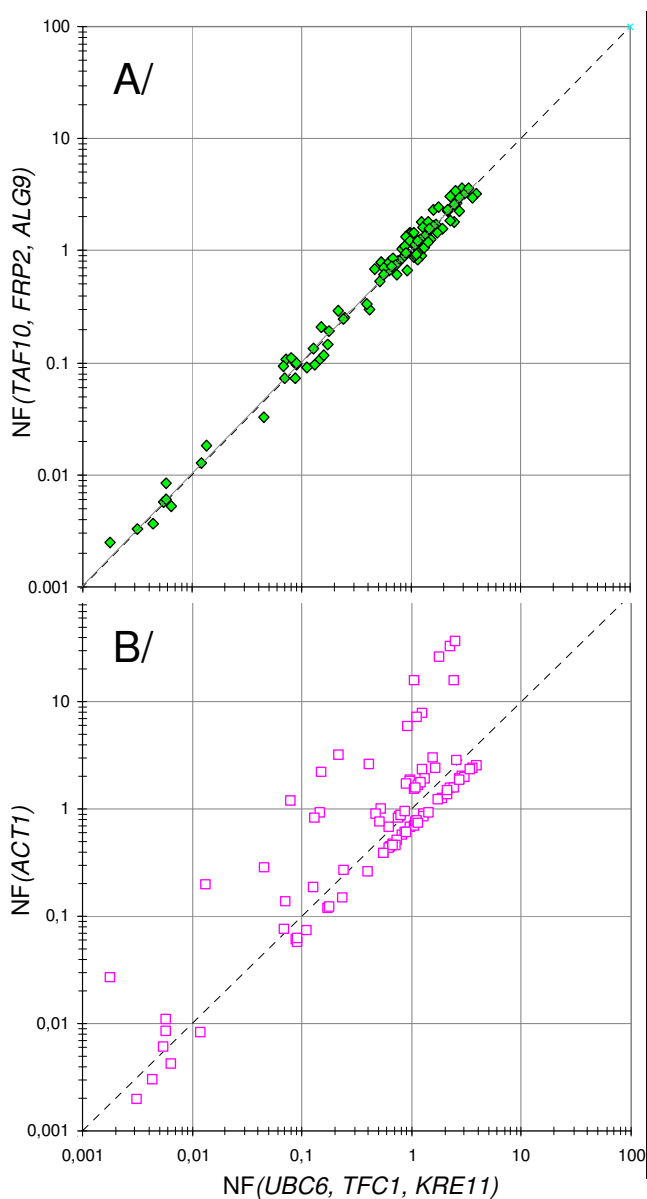 100
A/
10
1
0.1
0.01
0.001
NF(TAF10, FRP2, ALG9)
B/
10
1
0,1
0,01
0,001
NF(ACT1)
0,001 0,01 0,1 1 10 100
NF(UBC6, TFC1, KRE11)